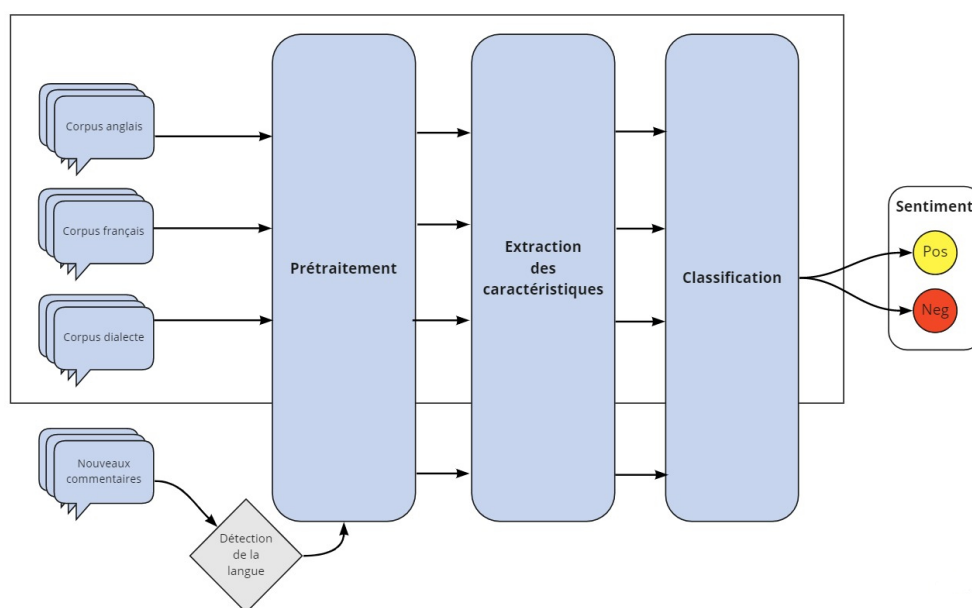 Corpus anglais
Corpus français
Corpus dialecte
Nouveaux
commentaires
Détection
de la
langue
Prétraitement
Extraction
des
caractéristiques
Classification
Sentiment
Pos
Neg